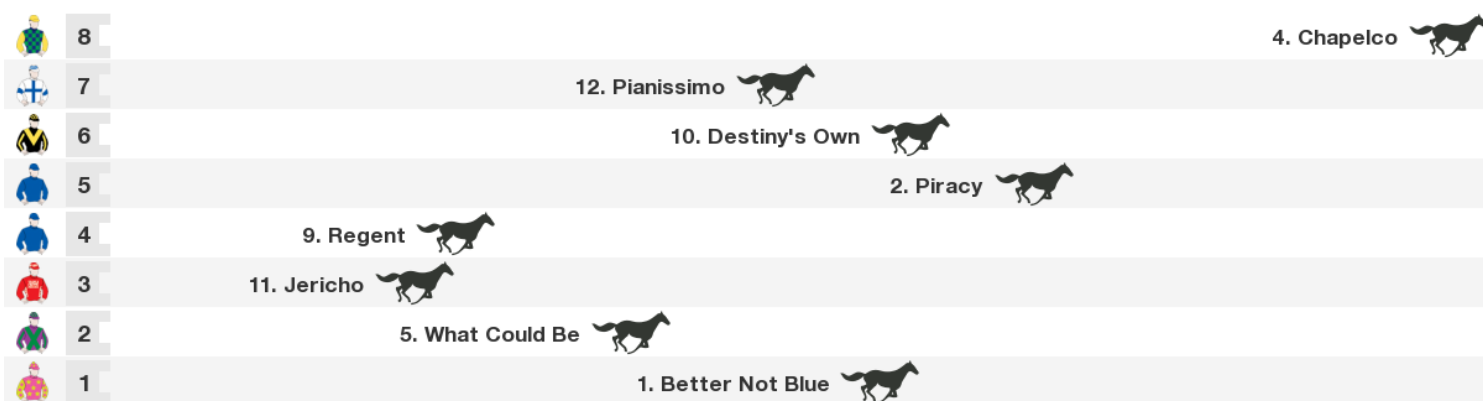 8 4. Chapelco
7 12. Pianissimo
6 10. Destiny's Own
5 2. Piracy
4 9. Regent
3 11. Jericho
2 5. What Could Be
1 1. Better Not Blue